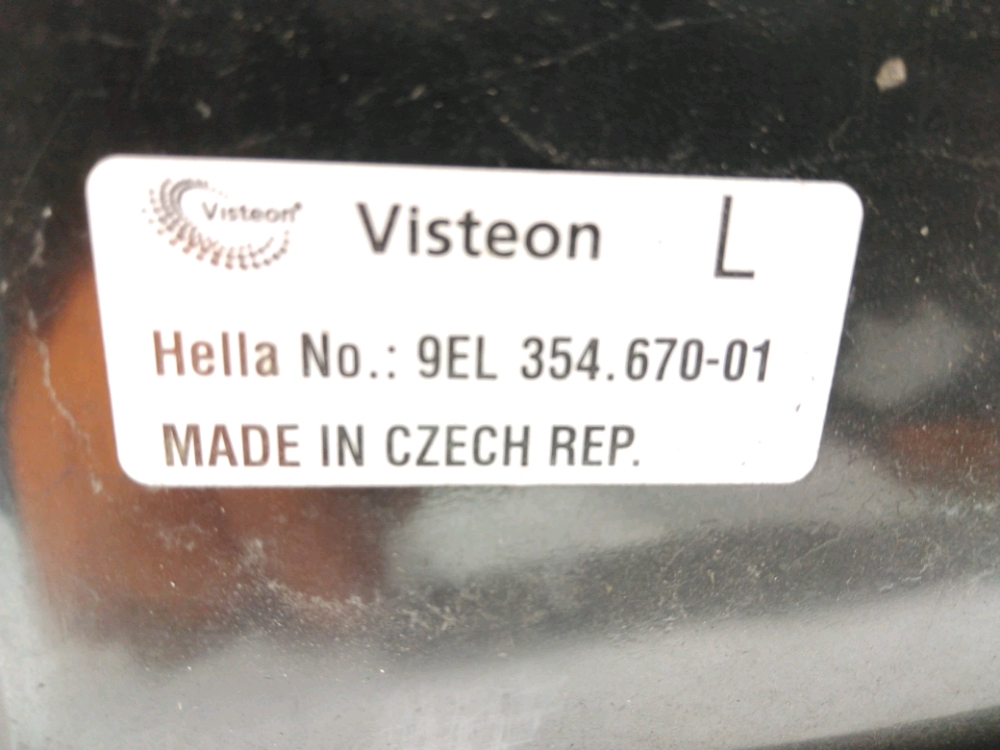 Visteon® Visteon L
Hella No.: 9EL 354.670-01
MADE IN CZECH REP.